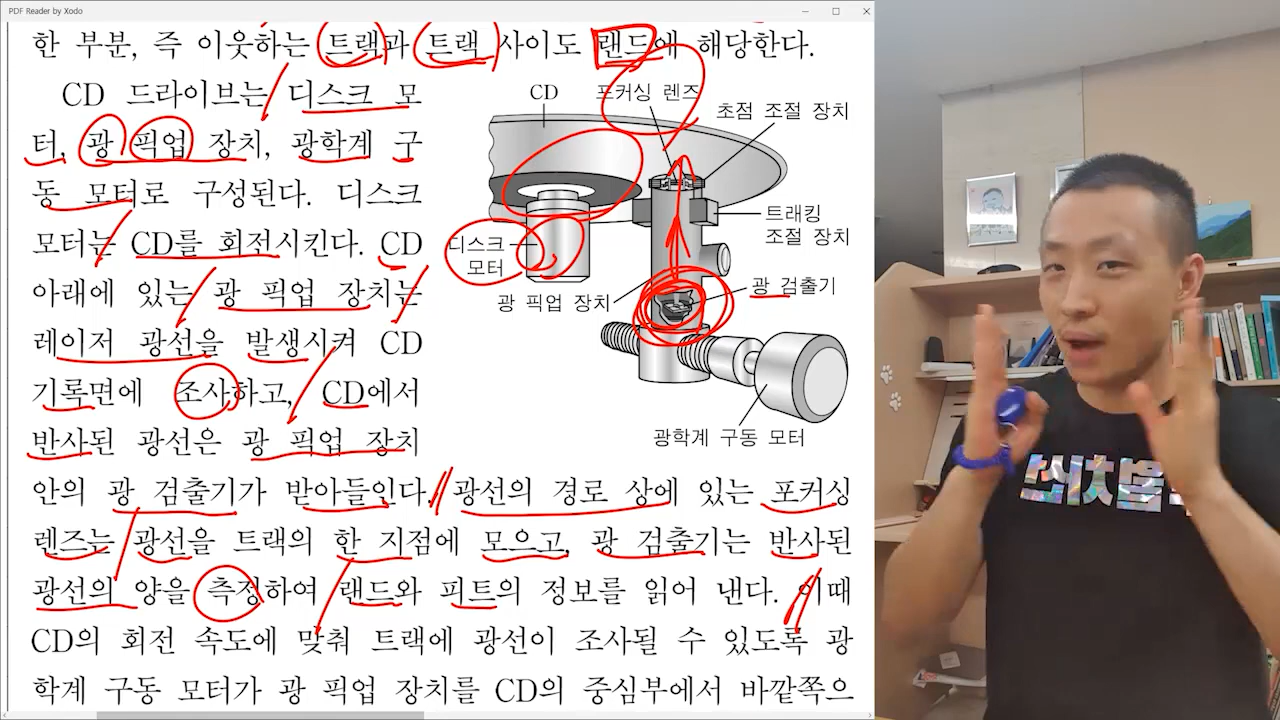 PDF Reader by Xodo
한 부분, 즉 이웃하는 트랙과 트랙 사이도 랜드에 해당한다.
CD 드라이브는 디스크 모
터, 광 픽업 장치, 광학계 구
동 모터로 구성된다. 디스크
모터는 CD를 회전시킨다. CD
아래에 있는 광 픽업 장치는
레이저 광선을 발생시켜 CD
기록면에 조사하고, CD에서
반사된 광선은 광 픽업 장치
CD
포커싱 렌즈
초점 조절 장치
트래킹
조절 장치
디스크
모터
광 픽업 장치
광 검출기
광학계 구동 모터
안의 광 검출기가 받아들인다. 광선의 경로 상에 있는 포커싱
렌즈는 광선을 트랙의 한 지점에 모으고, 광 검출기는 반사된
광선의 양을 측정하여 랜드와 피트의 정보를 읽어 낸다. 이때
CD의 회전 속도에 맞춰 트랙에 광선이 조사될 수 있도록 광
학계 구동 모터가 광 픽업 장치를 CD의 중심부에서 바깥쪽으